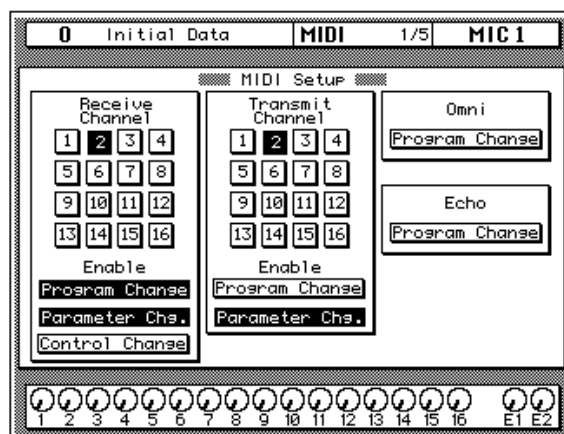 0 Initial Data MIDI 1/5 MIC 1
MIDI Setup
Receive
Channel
1 2 3 4
5 6 7 8
9 10 11 12
13 14 15 16
Enable
Program Change
Parameter Chg.
Control Change
Transmit
Channel
1 2 3 4
5 6 7 8
9 10 11 12
13 14 15 16
Enable
Program Change
Parameter Chg.
Omni
Program Change
Echo
Program Change
1 2 3 4 5 6 7 8 9 10 11 12 13 14 15 16 E1 E2